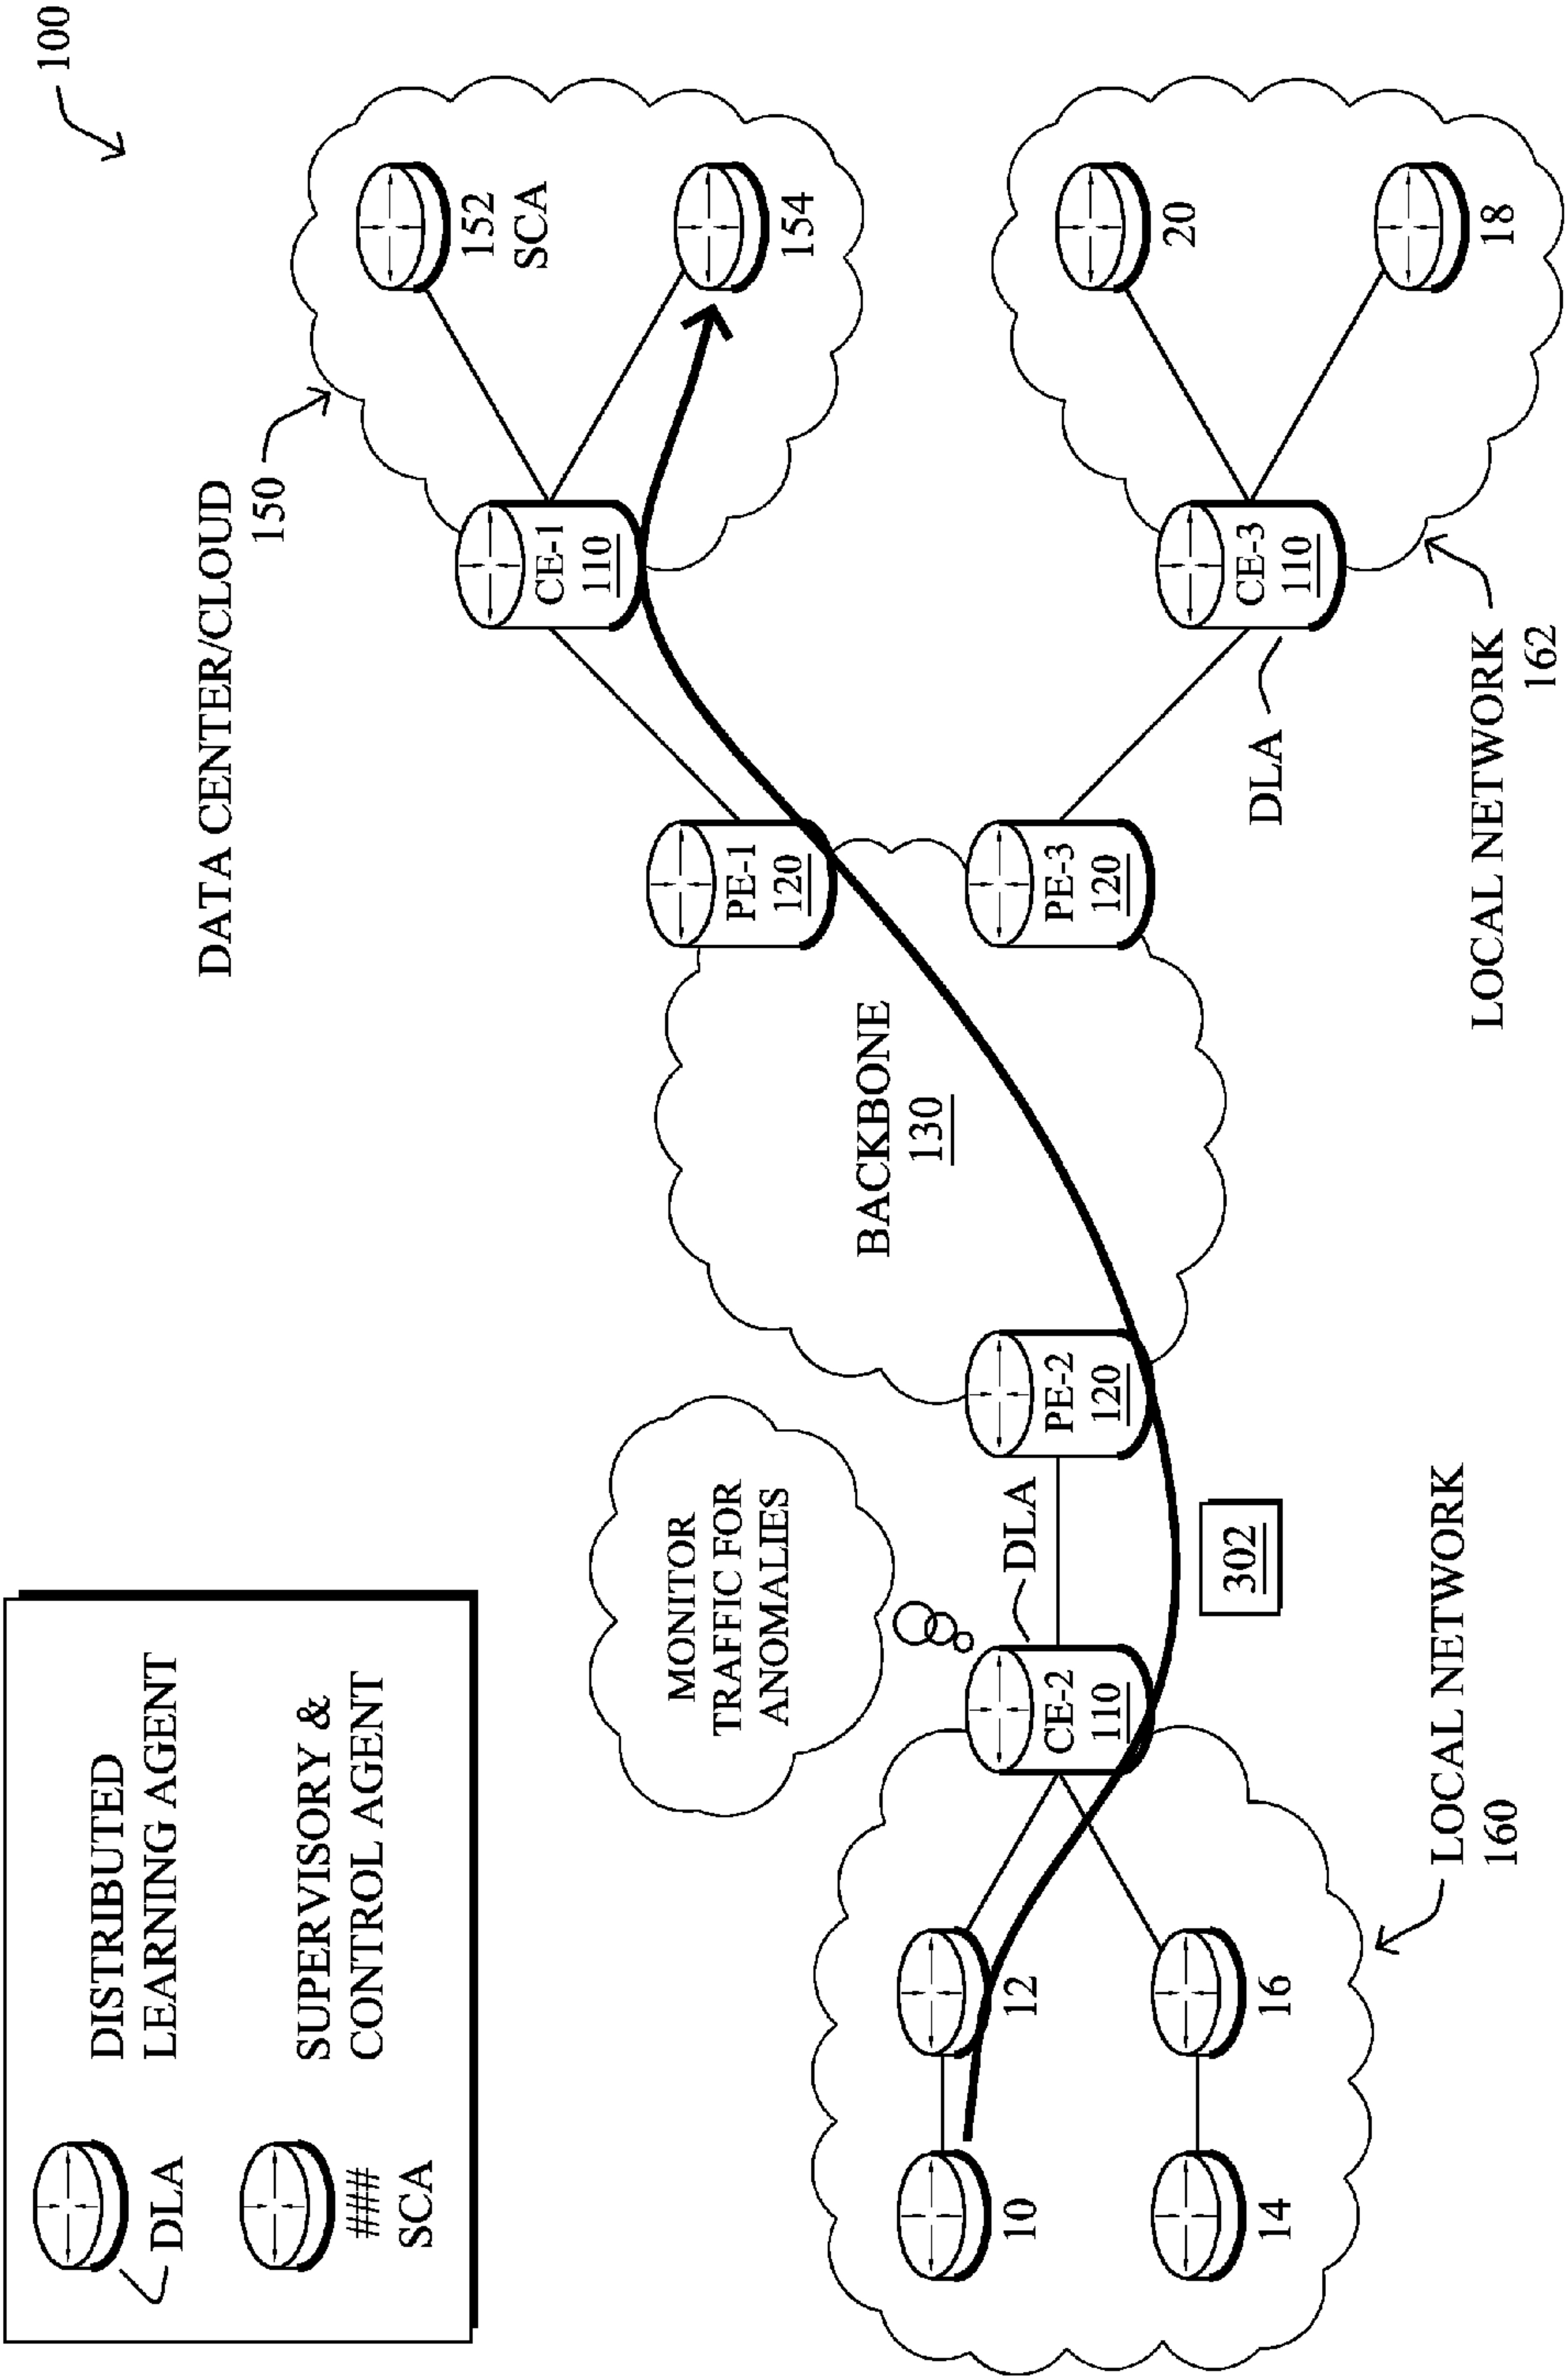 DISTRIBUTED
LEARNING AGENT
DLA
SUPERVISORY &
CONTROL AGENT
###
SCA
100
DATA CENTER/CLOUD
150
152
SCA
154
CE-1
110
PE-1
120
MONITOR
TRAFFIC FOR
ANOMALIES
BACKBONE
130
10
12
CE-2
110
DLA
PE-2
120
PE-3
120
20
CE-3
110
DLA
14
16
302
18
LOCAL NETWORK
160
LOCAL NETWORK
162